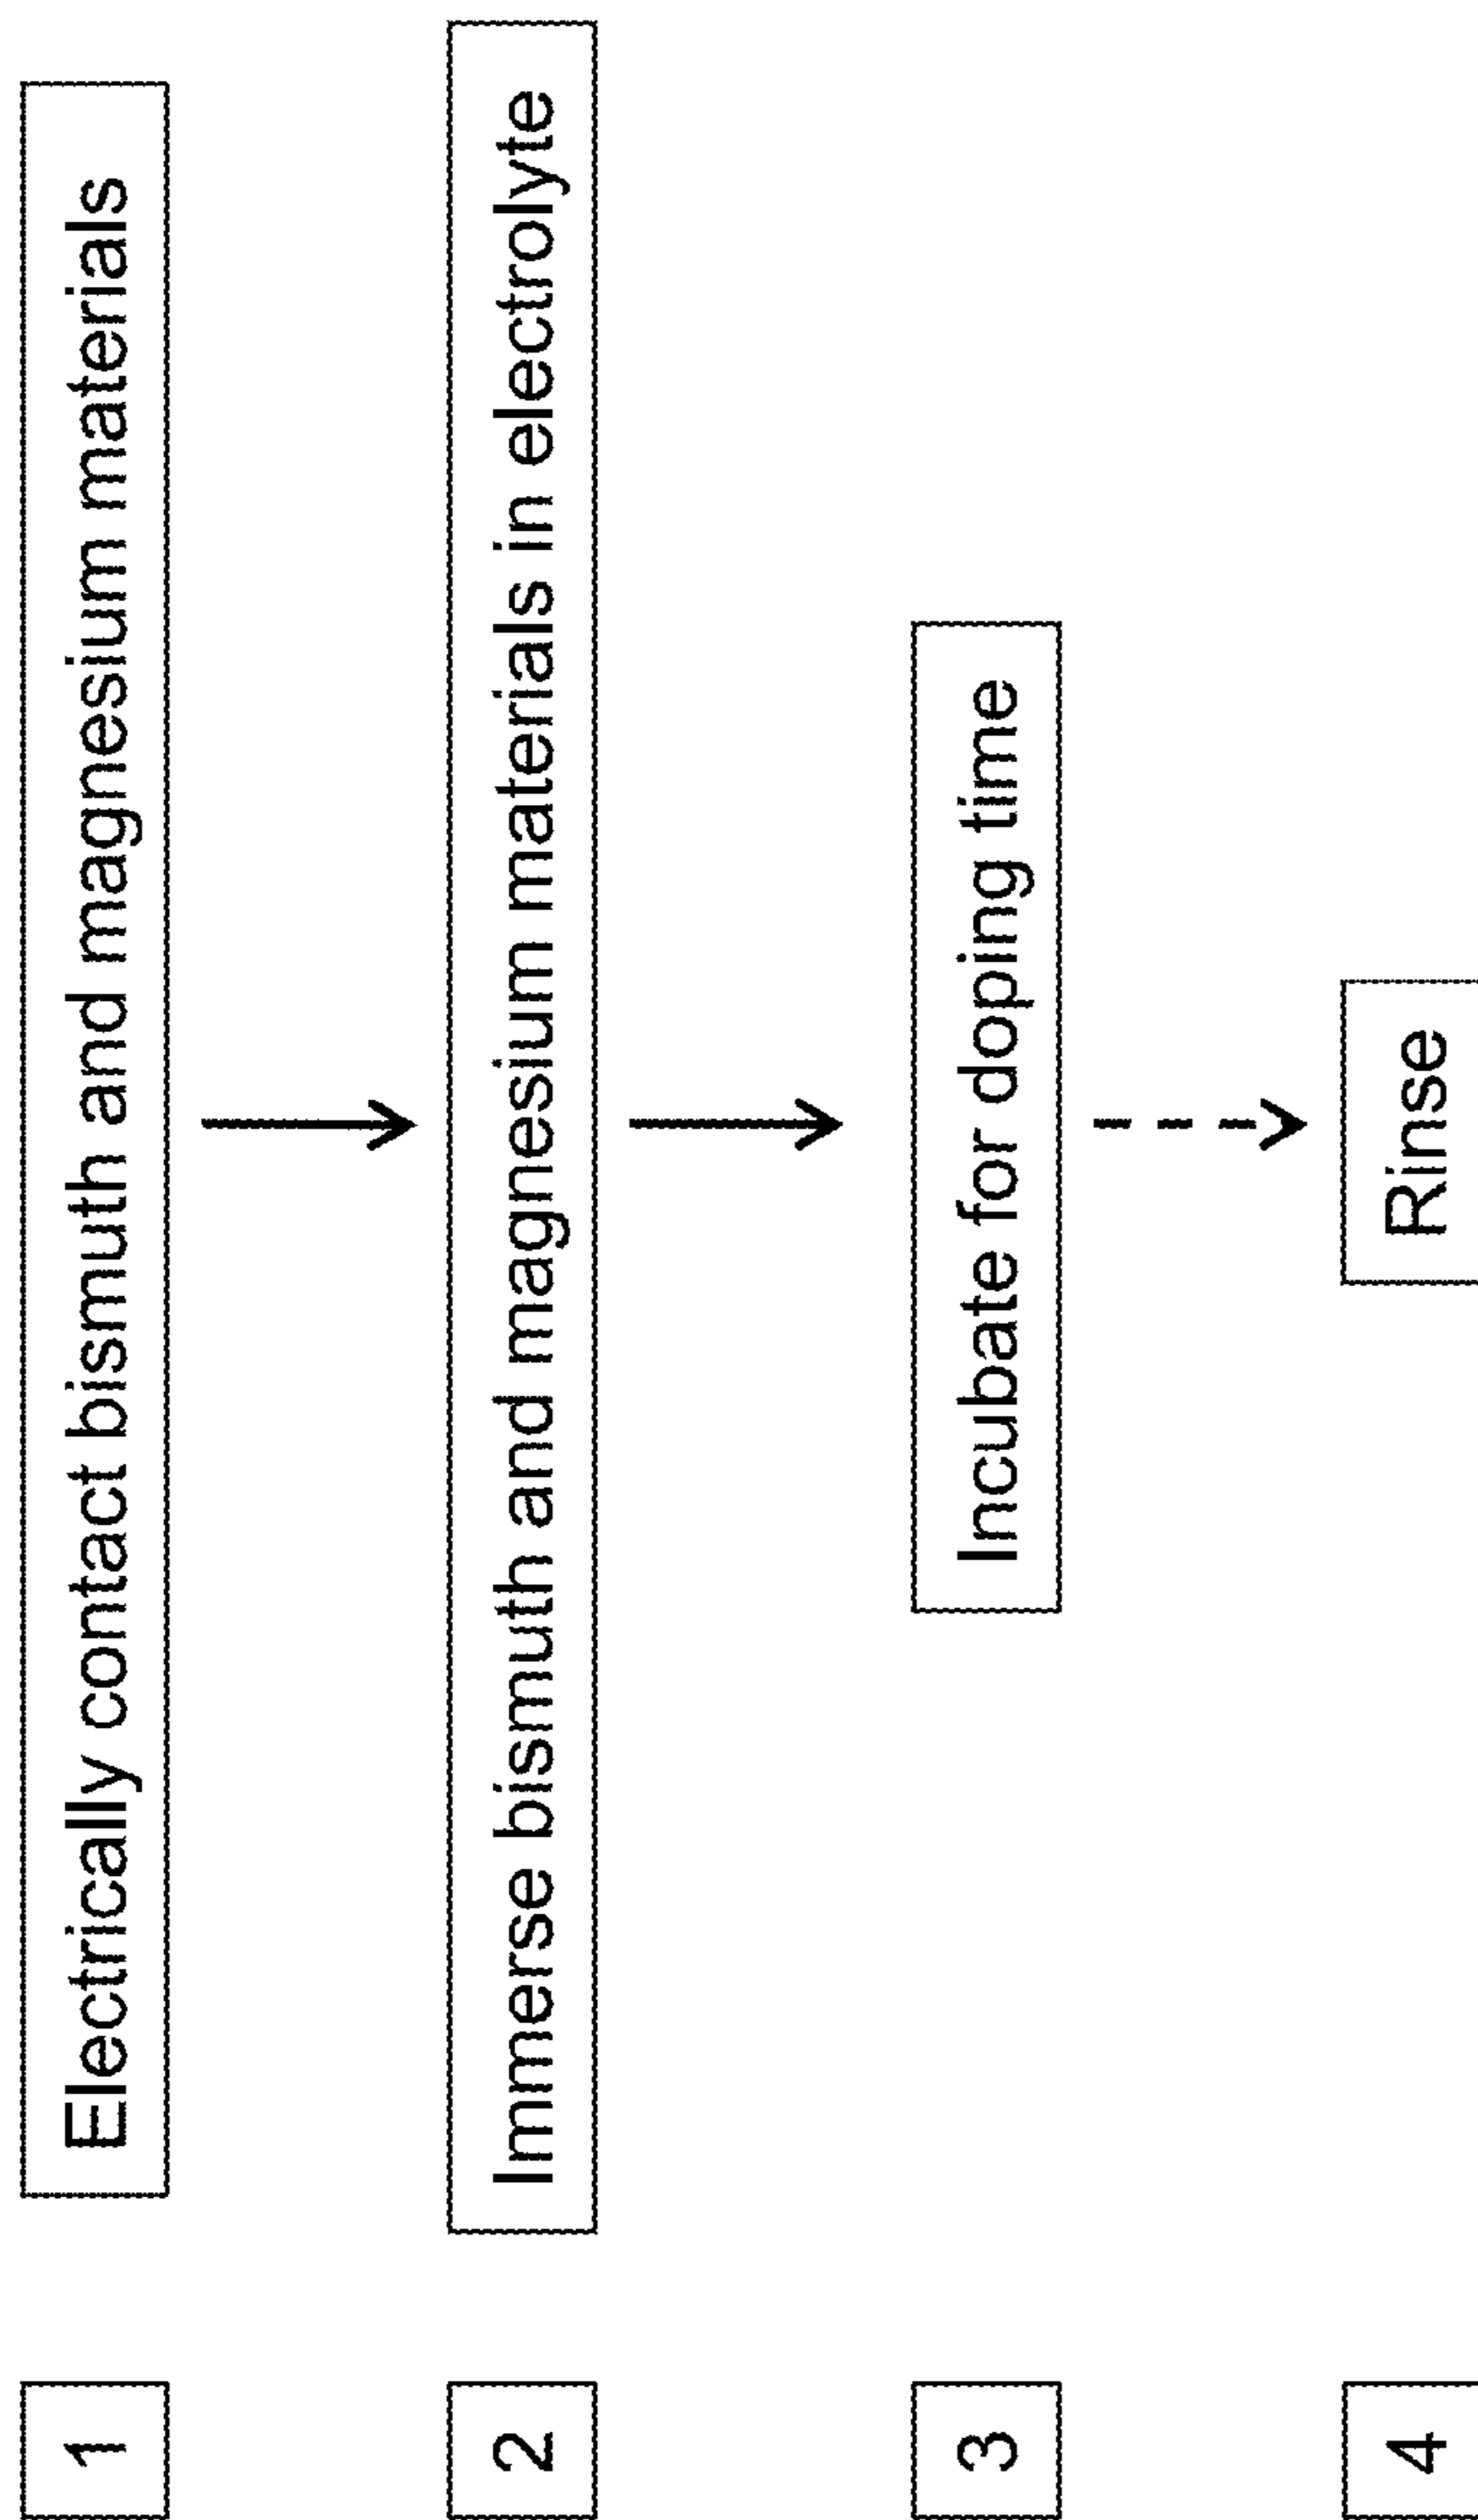 1 Electrically contact bismuth and magnesium materials
2 Immerse bismuth and magnesium materials in electrolyte
3 Incubate for doping time
4 Rinse